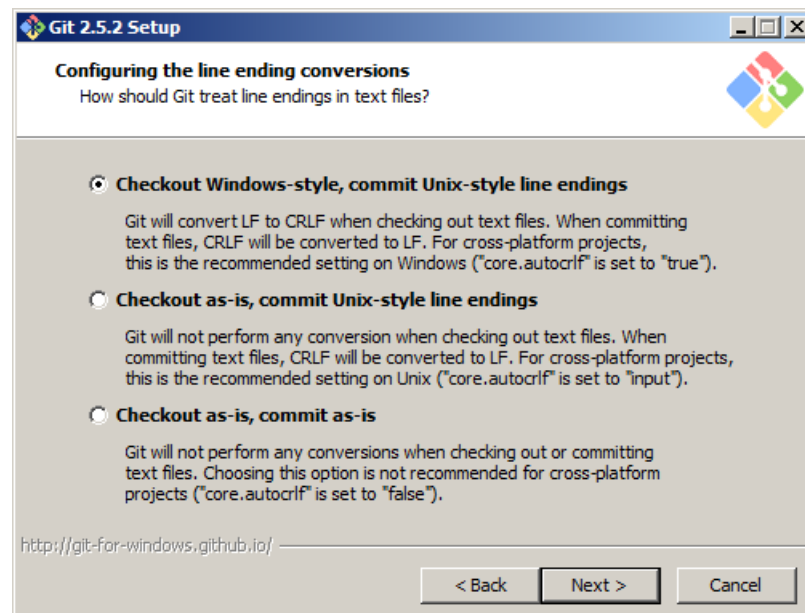 Git 2.5.2 Setup
Configuring the line ending conversions
How should Git treat line endings in text files?
Checkout Windows-style, commit Unix-style line endings
Git will convert LF to CRLF when checking out text files. When committing
text files, CRLF will be converted to LF. For cross-platform projects,
this is the recommended setting on Windows ("core.autocrlf" is set to "true").
Checkout as-is, commit Unix-style line endings
Git will not perform any conversion when checking out text files. When
committing text files, CRLF will be converted to LF. For cross-platform projects,
this is the recommended setting on Unix ("core.autocrlf" is set to "input").
Checkout as-is, commit as-is
Git will not perform any conversions when checking out or committing
text files. Choosing this option is not recommended for cross-platform
projects ("core.autocrlf" is set to "false").
http://git-for-windows.github.io/
< Back Next > Cancel